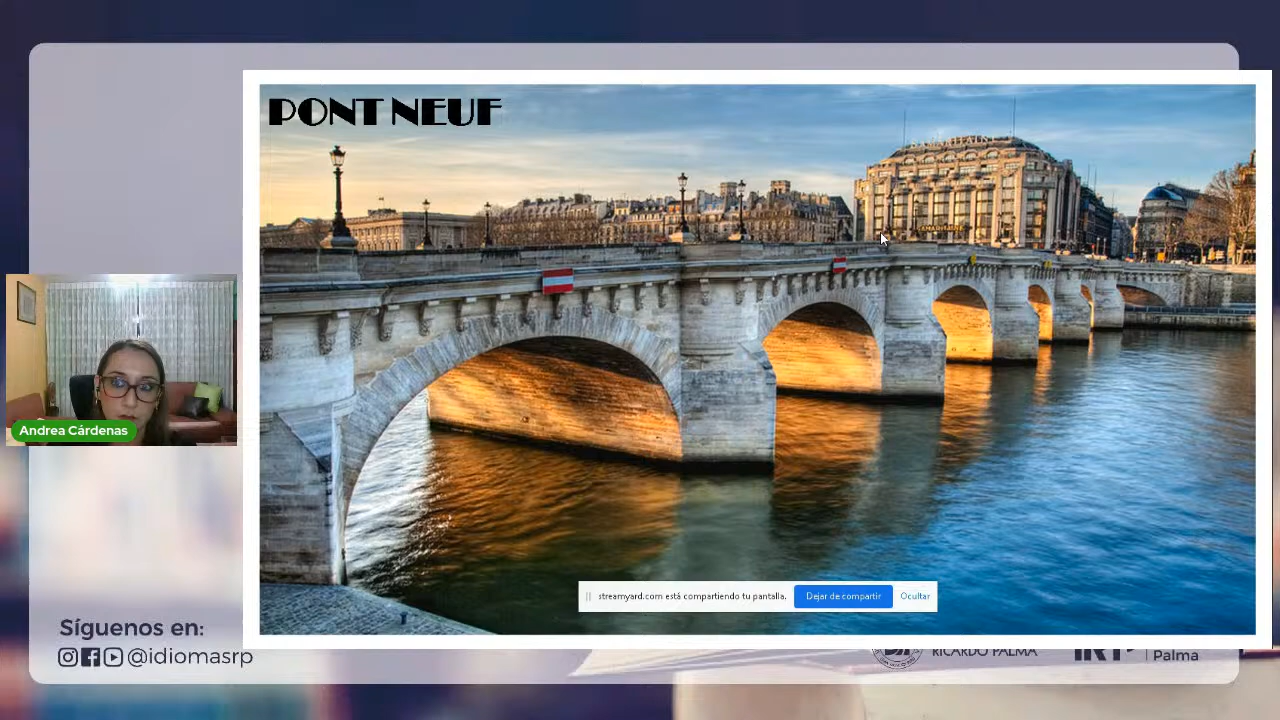 PONT NEUF
Andrea Cárdenas
streamyard.com está compartiendo tu pantalla.
Dejar de compartir
Ocultar
Síguenos en:
@idiomasrp
RICARDO PALMA
Palma